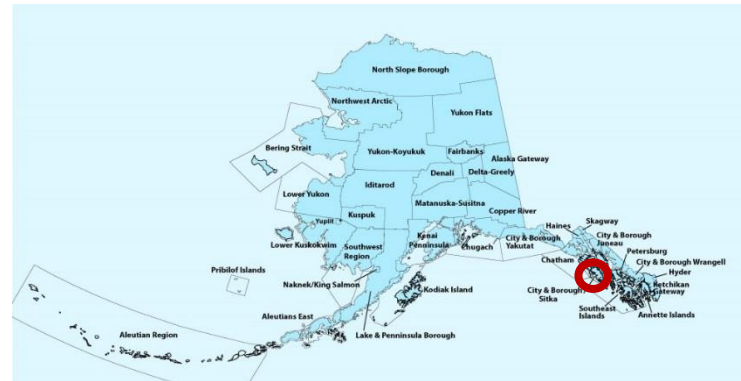 North Slope Borough
Northwest Arctic
Yukon Flats
Bering Strait
Yukon-Koyukuk
Fairbanks
Alaska Gateway
Denali
Delta-Greely
Iditarod
Lower Yukon
Matanuska-Susitna
Copper River
Kuspuk
Yupiit
Skagway
Haines
City & Borough
Juneau
Lower Kuskokwim
Southwest
Region
Kenai
Penninsula
Chugach
City & Borough
Yakutat
Petersburg
Chatham
City & Borough Wrangell
Hyder
Pribilof Islands
Naknek/King Salmon
Kodiak Island
City & Borough
Sitka
Ketchikan
Gateway
Southeast
Islands
Annette Islands
Aleutians East
Aleutian Region
Lake & Penninsula Borough